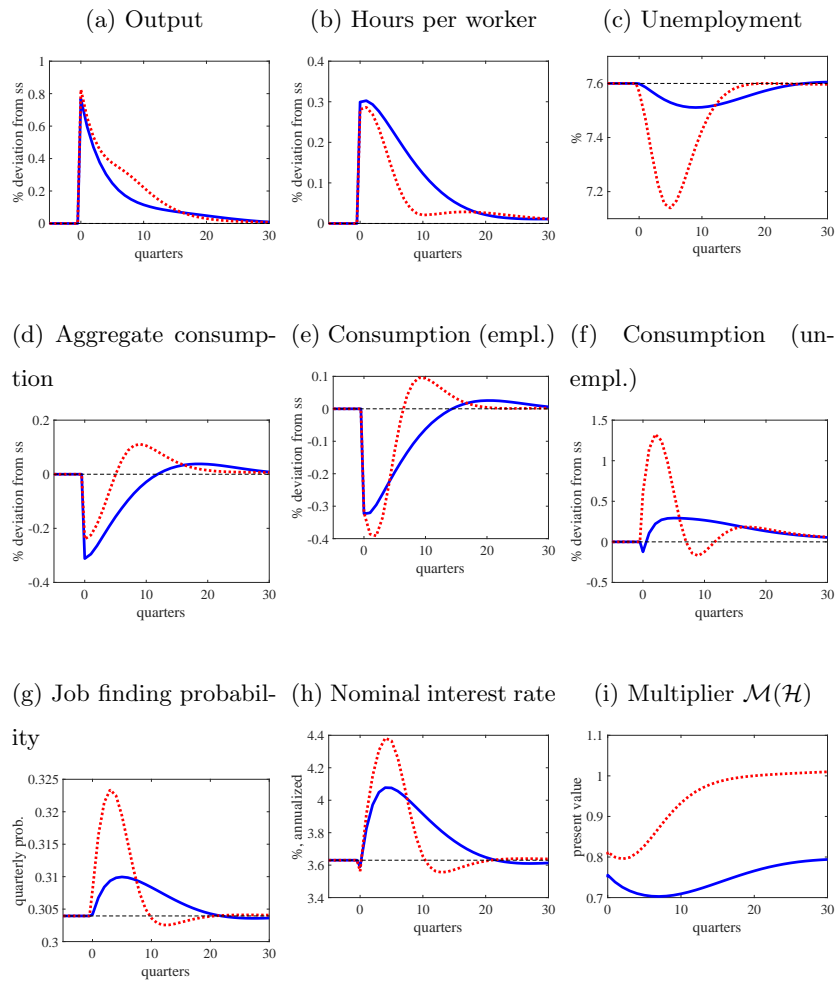 (a) Output
(b) Hours per worker
(c) Unemployment
% deviation from ss
1
0.8
0.6
0.4
0.2
0
0 10 20 30
quarters
% deviation from ss
0.4
0.3
0.2
0.1
0
0 10 20 30
quarters
%
7.6
7.4
7.2
0 10 20 30
quarters
(d) Aggregate consump-
tion
(e) Consumption (empl.)
(f) Consumption (un-
empl.)
% deviation from ss
0.2
0
-0.2
-0.4
0 10 20 30
quarters
% deviation from ss
0.1
0
-0.1
-0.2
-0.3
-0.4
0 10 20 30
quarters
% deviation from ss
1.5
1
0.5
0
-0.5
0 10 20 30
quarters
(g) Job finding probabil-
ity
(h) Nominal interest rate
(i) Multiplier M(H)
quarterly prob.
0.325
0.32
0.315
0.31
0.305
0.3
0 10 20 30
quarters
%, annualized
4.4
4.2
4
3.8
3.6
3.4
0 10 20 30
quarters
present value
1.1
1
0.9
0.8
0.7
0 10 20 30
quarters